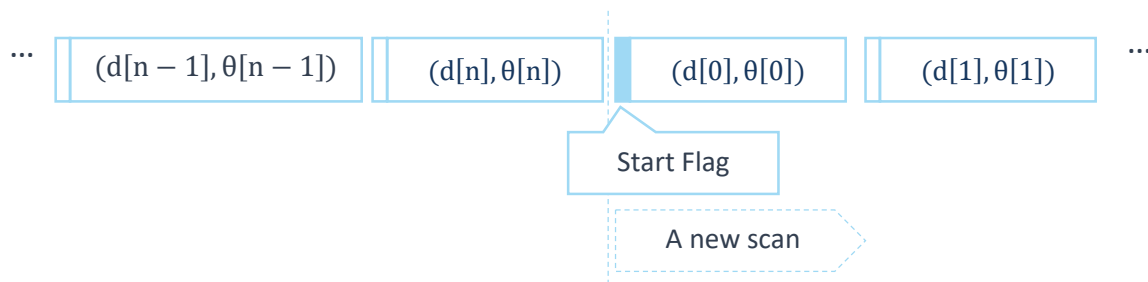 ... (d[n − 1], θ[n − 1]) (d[n], θ[n]) (d[0], θ[0]) (d[1], θ[1]) ...
Start Flag
A new scan